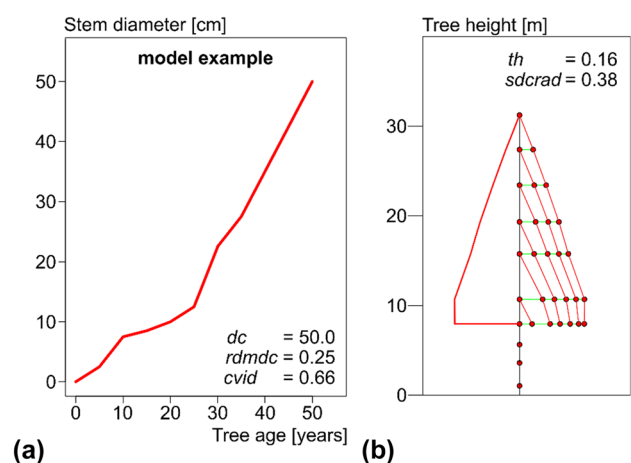 Stem diameter [cm]
model example
50
40
30
20
10
0
dc = 50.0
rdmdc = 0.25
cvid = 0.66
0 10 20 30 40 50
Tree age [years]
(a)
Tree height [m]
th = 0.16
sdcrad = 0.38
30
20
10
0
(b)